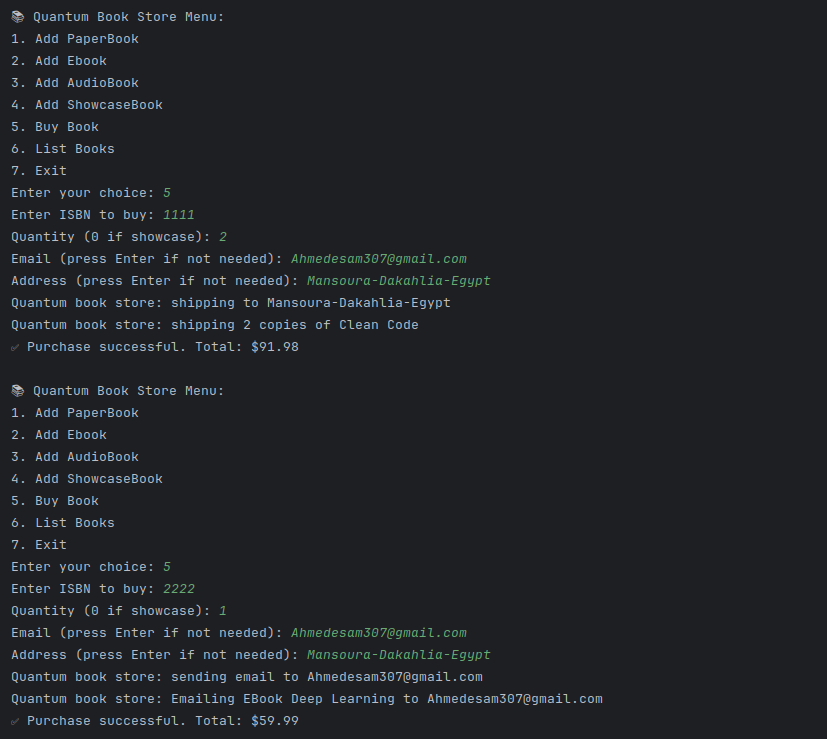 📚 Quantum Book Store Menu:
1. Add PaperBook
2. Add Ebook
3. Add AudioBook
4. Add ShowcaseBook
5. Buy Book
6. List Books
7. Exit
Enter your choice: 5
Enter ISBN to buy: 1111
Quantity (0 if showcase): 2
Email (press Enter if not needed): Ahmedesam307@gmail.com
Address (press Enter if not needed): Mansoura-Dakahlia-Egypt
Quantum book store: shipping to Mansoura-Dakahlia-Egypt
Quantum book store: shipping 2 copies of Clean Code
✅ Purchase successful. Total: $91.98
📚 Quantum Book Store Menu:
1. Add PaperBook
2. Add Ebook
3. Add AudioBook
4. Add ShowcaseBook
5. Buy Book
6. List Books
7. Exit
Enter your choice: 5
Enter ISBN to buy: 2222
Quantity (0 if showcase): 1
Email (press Enter if not needed): Ahmedesam307@gmail.com
Address (press Enter if not needed): Mansoura-Dakahlia-Egypt
Quantum book store: sending email to Ahmedesam307@gmail.com
Quantum book store: Emailing EBook Deep Learning to Ahmedesam307@gmail.com
✅ Purchase successful. Total: $59.99